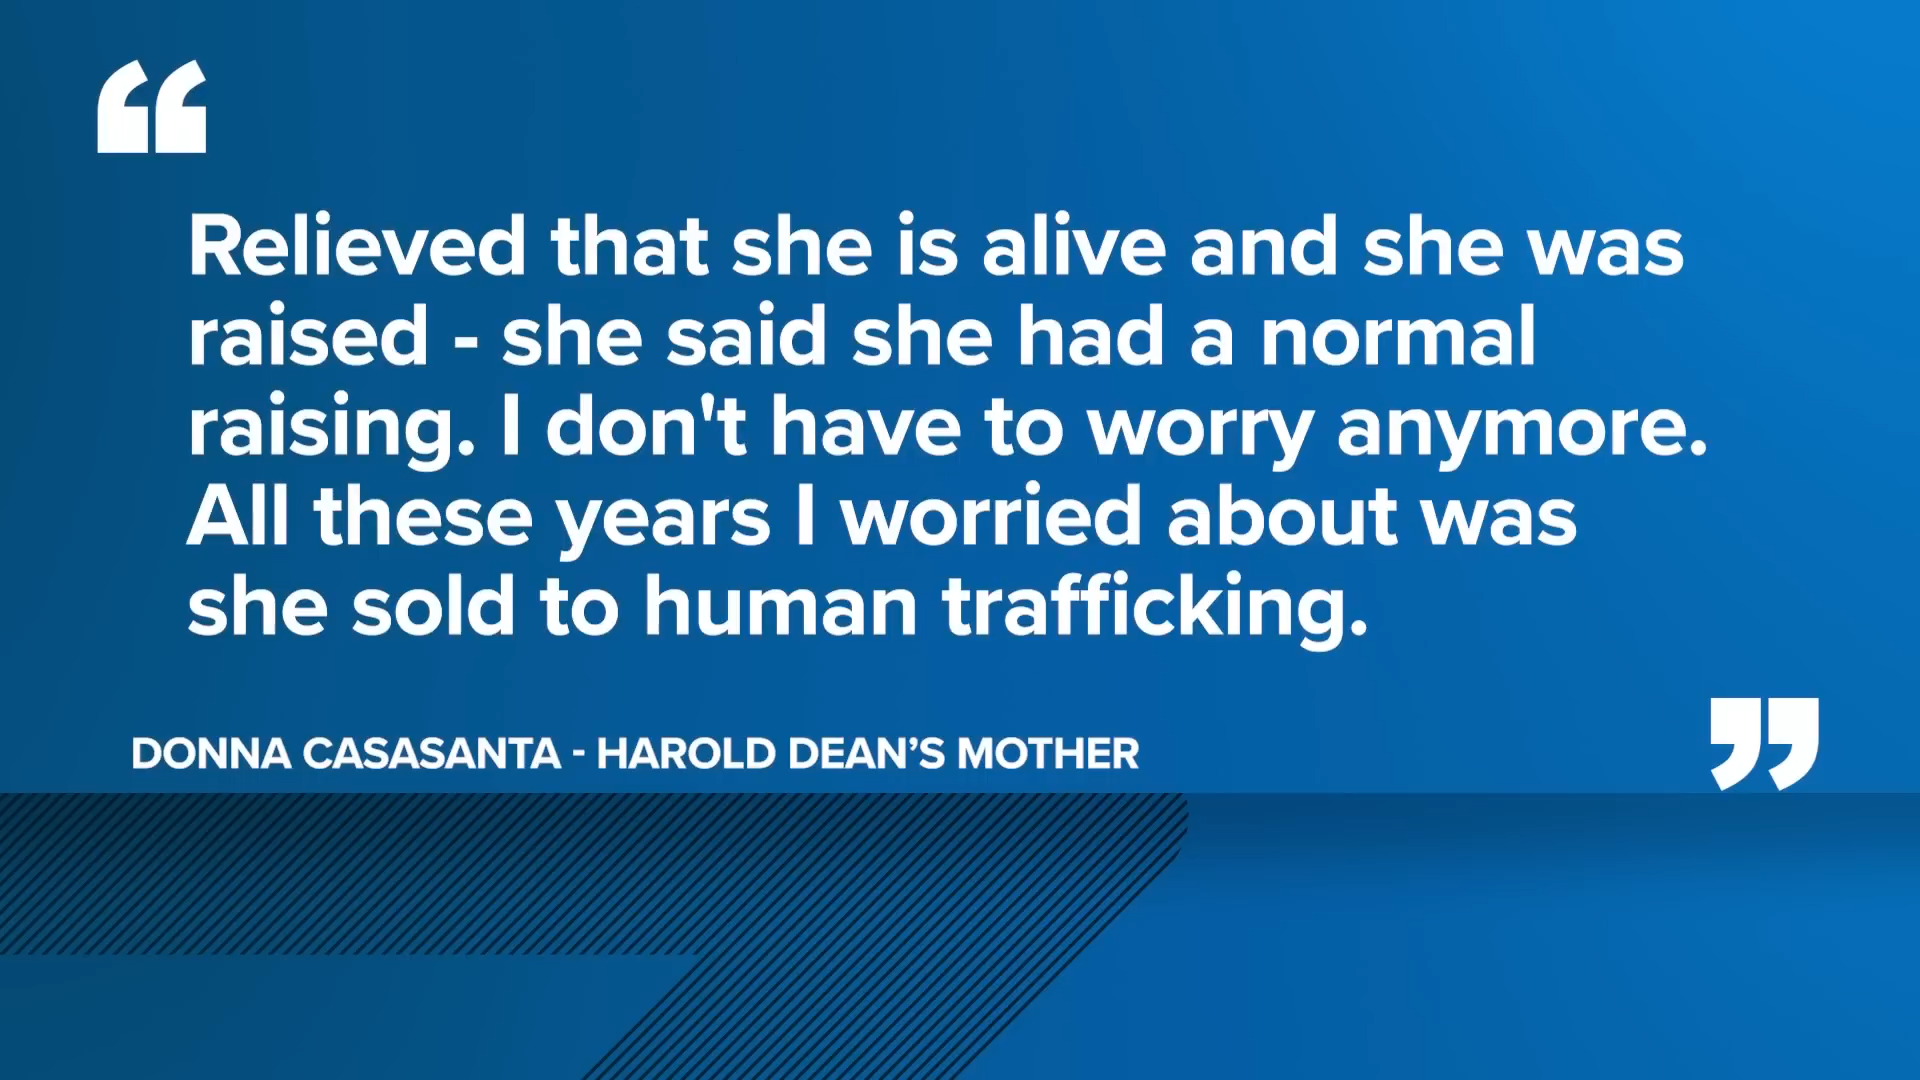 “
Relieved that she is alive and she was
raised - she said she had a normal
raising. I don't have to worry anymore.
All these years I worried about was
she sold to human trafficking.
”
DONNA CASASANTA - HAROLD DEAN’S MOTHER